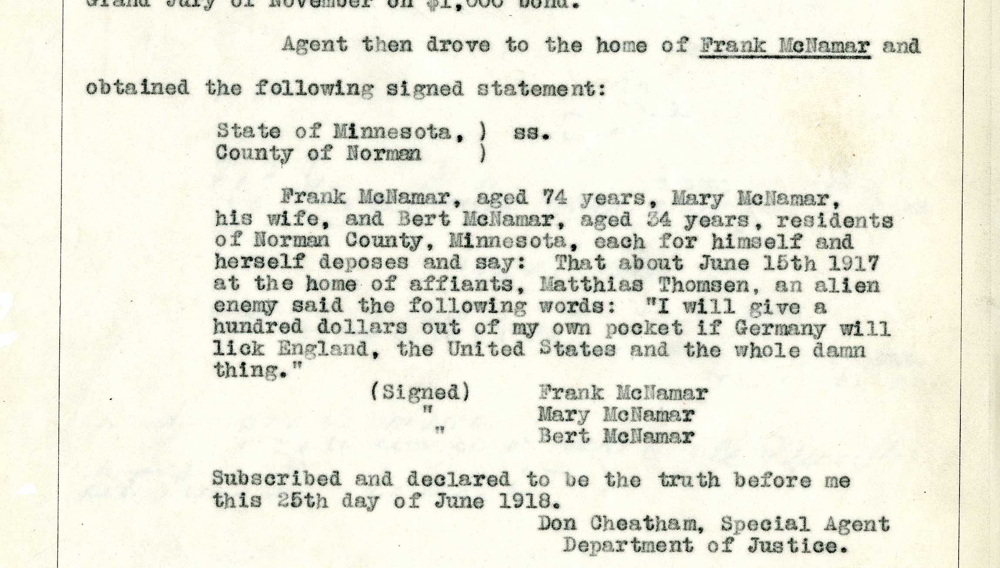 Grand Jury of November on $1,000 bond.
Agent then drove to the home of Frank McNamar and
obtained the following signed statement:
State of Minnesota, ) ss.
County of Norman )
Frank McNamar, aged 74 years, Mary McNamar,
his wife, and Bert McNamar, aged 34 years, residents
of Norman County, Minnesota, each for himself and
herself deposes and say: That about June 15th 1917
at the home of affiants, Matthias Thomsen, an alien
enemy said the following words: "I will give a
hundred dollars out of my own pocket if Germany will
lick England, the United States and the whole damn
thing."
(Signed) Frank McNamar
" Mary McNamar
" Bert McNamar
Subscribed and declared to be the truth before me
this 25th day of June 1918.
Don Cheatham, Special Agent
Department of Justice.